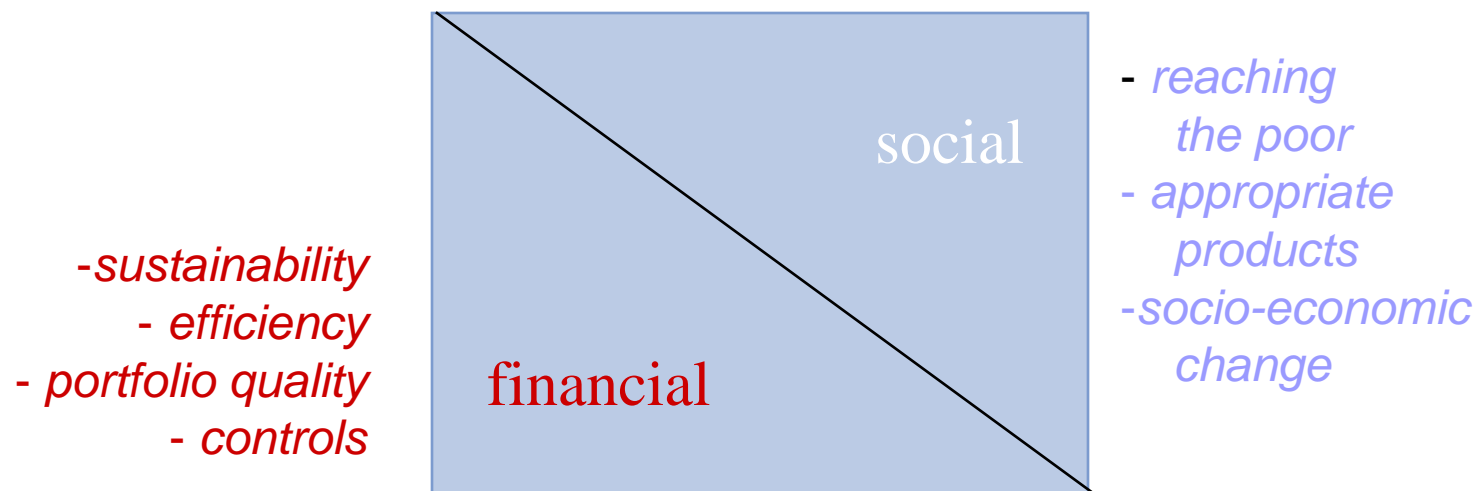 social
- reaching
the poor
- appropriate
products
-socio-economic
change
-sustainability
- efficiency
- portfolio quality
- controls
financial